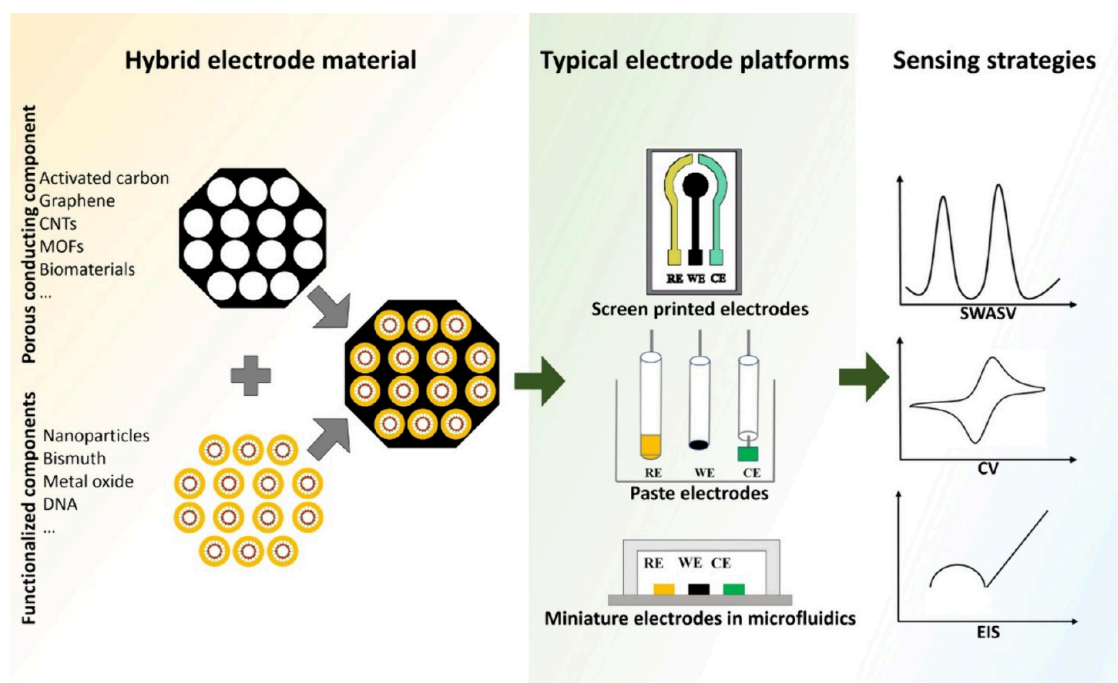 Hybrid electrode material
Typical electrode platforms
Sensing strategies
Porous conducting component
Activated carbon
Graphene
CNTs
MOFs
Biomaterials
...
Functionalized components
Nanoparticles
Bismuth
Metal oxide
DNA
...
RE WE CE
Screen printed electrodes
RE WE CE
Paste electrodes
RE WE CE
Miniature electrodes in microfluidics
SWASV
CV
EIS